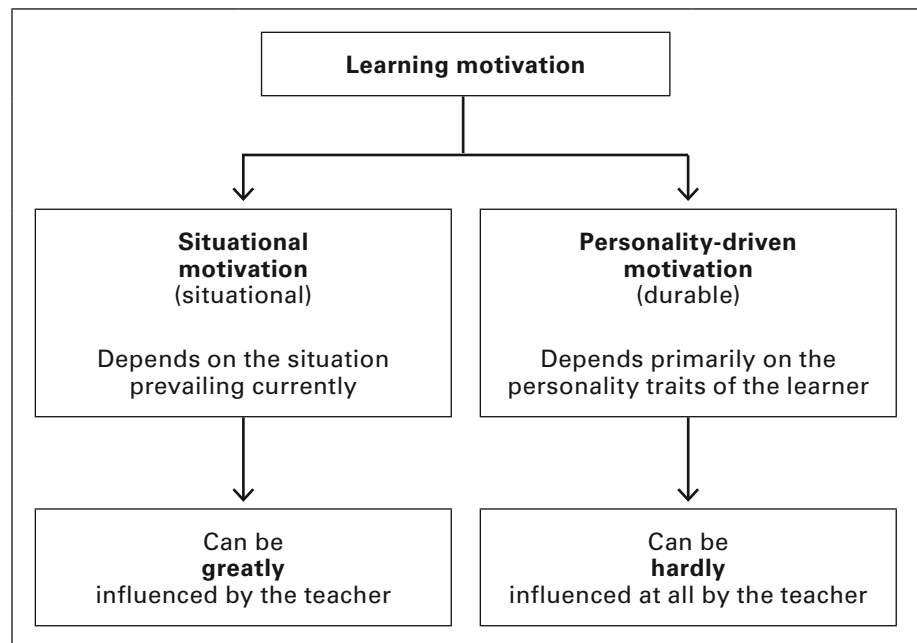 Learning motivation
Situational
motivation
(situational)
Depends on the situation
prevailing currently
Personality-driven
motivation
(durable)
Depends primarily on the
personality traits of the learner
Can be
greatly
influenced by the teacher
Can be
hardly
influenced at all by the teacher